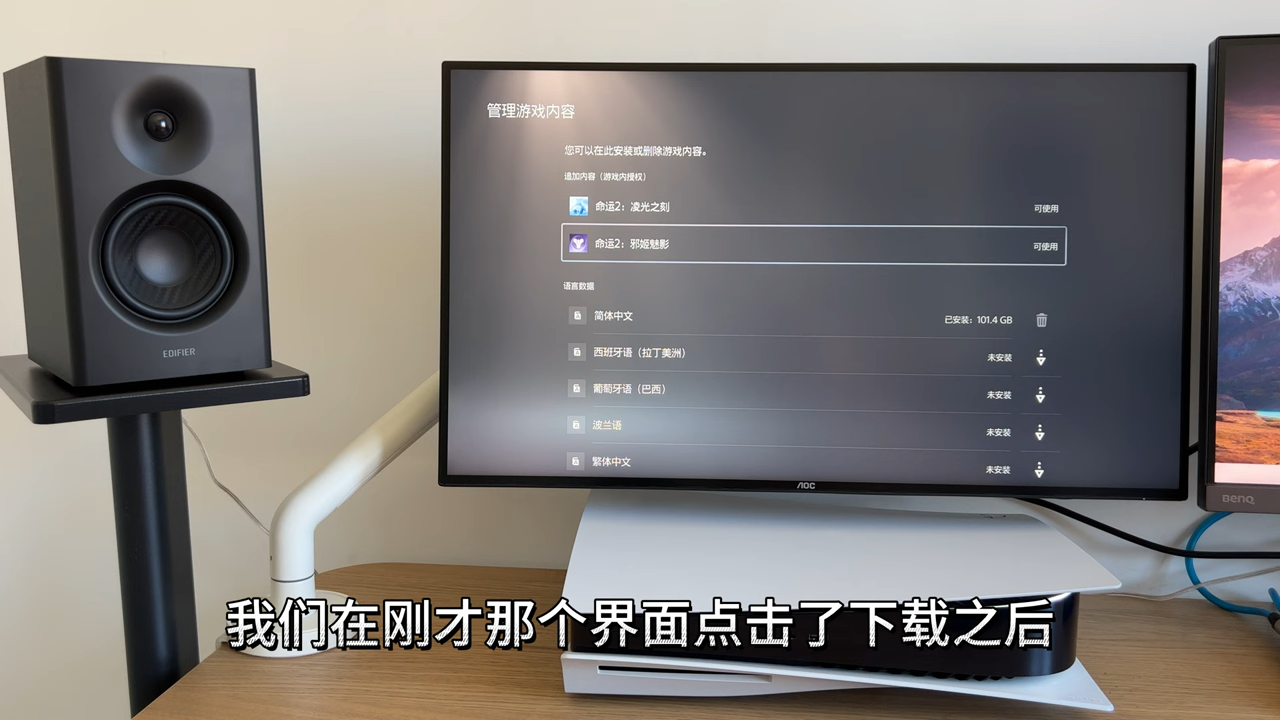 管理游戏内容
您可以在此安装或删除游戏内容。
追加内容（游戏内授权）
命运2：凌光之刻 可使用
命运2：邪姬魅影 可使用
语言数据
简体中文 已安装：101.4 GB
西班牙语（拉丁美洲） 未安装
葡萄牙语（巴西） 未安装
波兰语 未安装
繁体中文 未安装
EDIFIER
AOC
BenQ
我们在刚才那个界面点击了下载之后